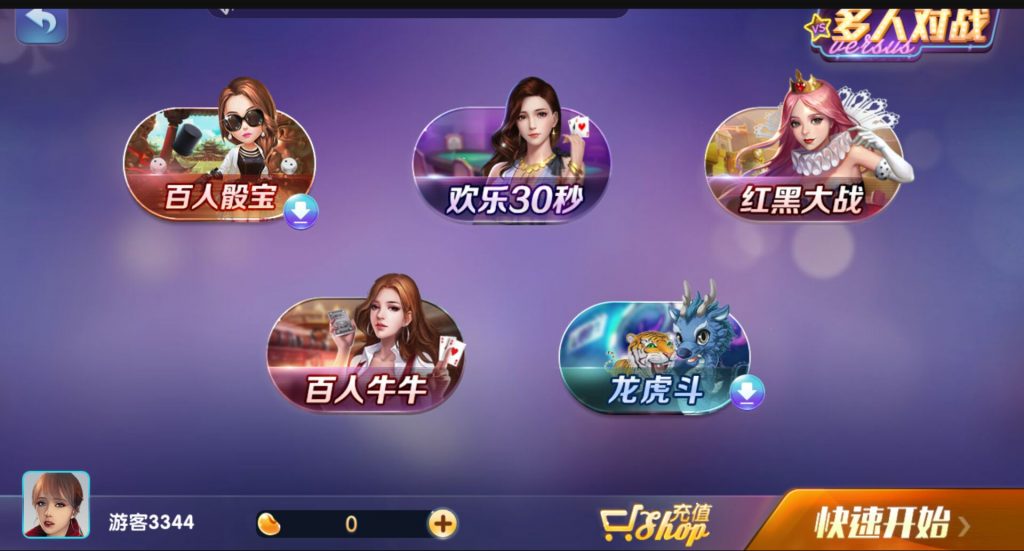 VS
多人对战
versus
百人骰宝
欢乐30秒
红黑大战
百人牛牛
龙虎斗
游客3344
0
充值
Shop
快速开始